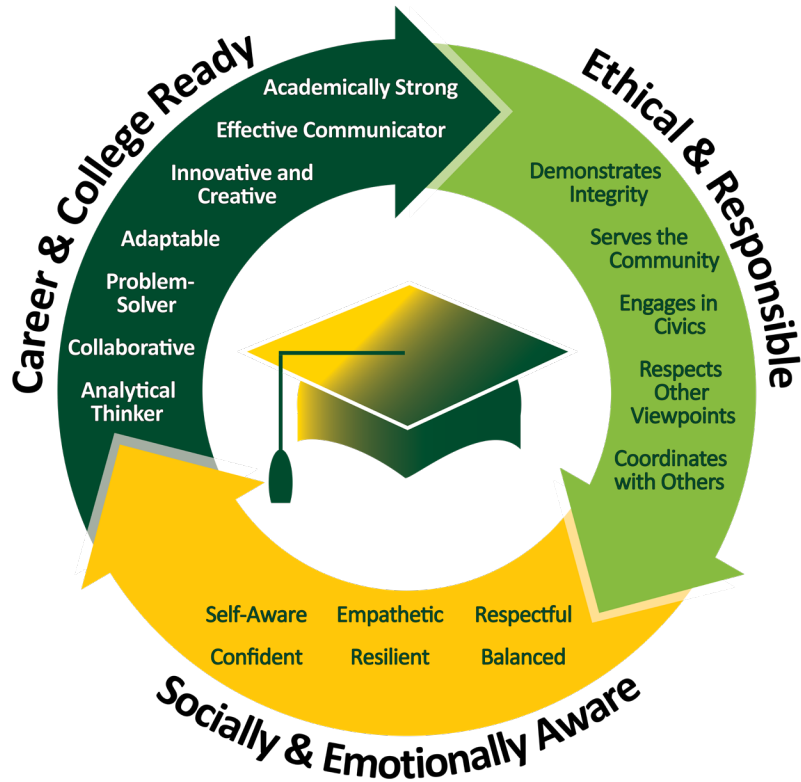 Career & College Ready
Academically Strong
Effective Communicator
Innovative and
Creative
Adaptable
Problem-
Solver
Collaborative
Analytical
Thinker
Ethical & Responsible
Demonstrates
Integrity
Serves the
Community
Engages in
Civics
Respects
Other
Viewpoints
Coordinates
with Others
Self-Aware Empathetic Respectful
Confident Resilient Balanced
Socially & Emotionally Aware